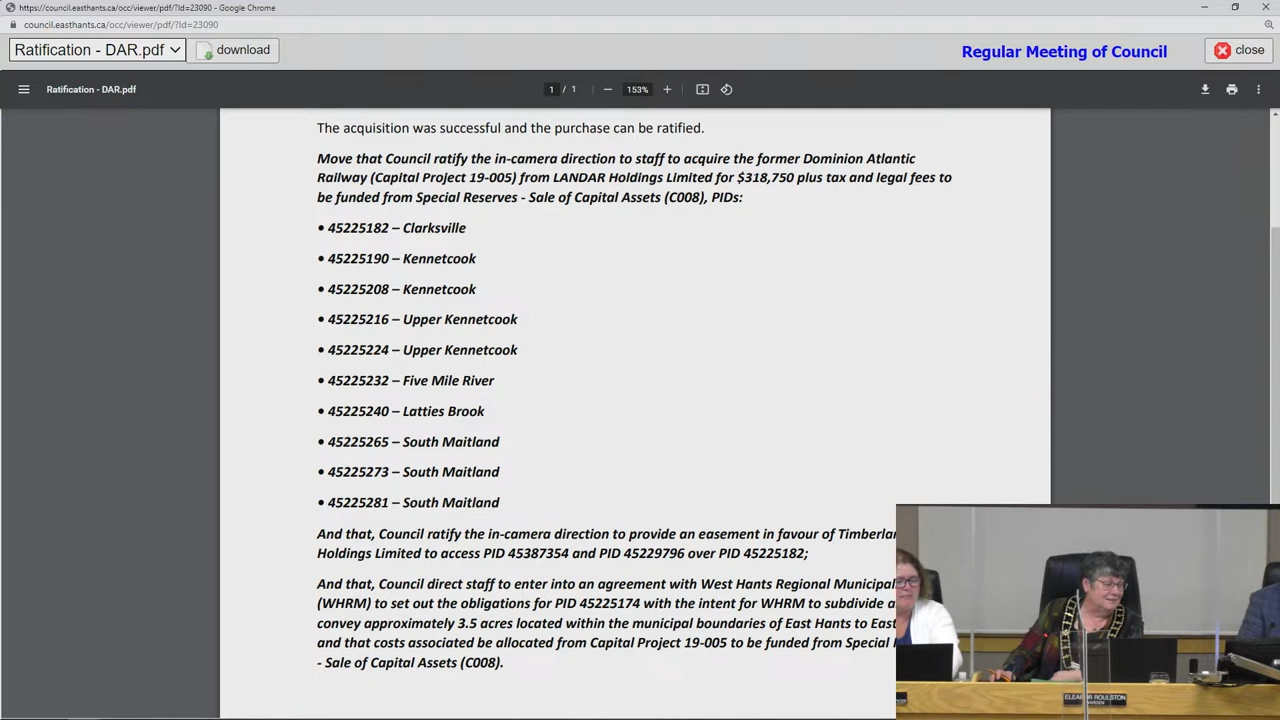 https://council.easthants.ca/occ/viewer/pdf/?Id=23090 - Google Chrome
council.easthants.ca/occ/viewer/pdf/?Id=23090
Ratification - DAR.pdf download Regular Meeting of Council close
Ratification - DAR.pdf 1 / 1 153%
The acquisition was successful and the purchase can be ratified.
Move that Council ratify the in-camera direction to staff to acquire the former Dominion Atlantic
Railway (Capital Project 19-005) from LANDAR Holdings Limited for $318,750 plus tax and legal fees to
be funded from Special Reserves - Sale of Capital Assets (C008), PIDs:
• 45225182 – Clarksville
• 45225190 – Kennetcook
• 45225208 – Kennetcook
• 45225216 – Upper Kennetcook
• 45225224 – Upper Kennetcook
• 45225232 – Five Mile River
• 45225240 – Latties Brook
• 45225265 – South Maitland
• 45225273 – South Maitland
• 45225281 – South Maitland
And that, Council ratify the in-camera direction to provide an easement in favour of Timberlan
Holdings Limited to access PID 45387354 and PID 45229796 over PID 45225182;
And that, Council direct staff to enter into an agreement with West Hants Regional Municipal
(WHRM) to set out the obligations for PID 45225174 with the intent for WHRM to subdivide a
convey approximately 3.5 acres located within the municipal boundaries of East Hants to East
and that costs associated be allocated from Capital Project 19-005 to be funded from Special
- Sale of Capital Assets (C008).
ELEANOR ROULSTON
WARDEN